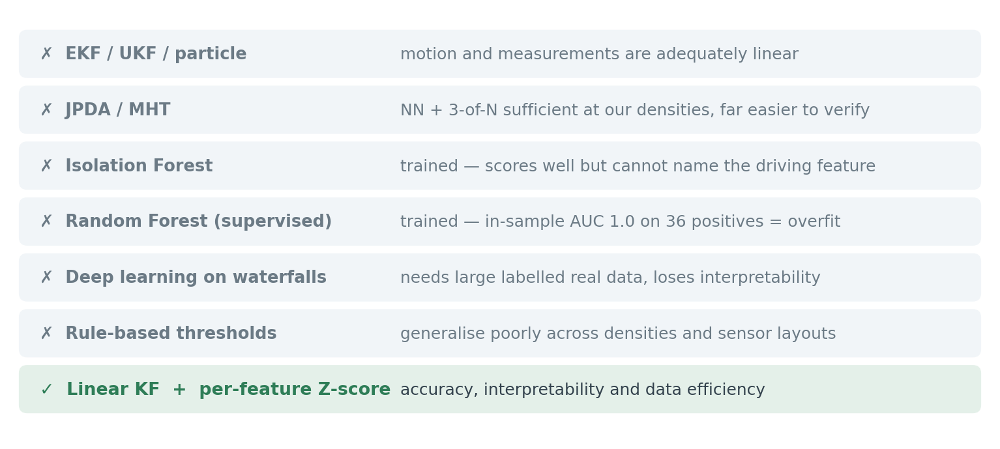 ✗ EKF / UKF / particle motion and measurements are adequately linear
✗ JPDA / MHT NN + 3-of-N sufficient at our densities, far easier to verify
✗ Isolation Forest trained — scores well but cannot name the driving feature
✗ Random Forest (supervised) trained — in-sample AUC 1.0 on 36 positives = overfit
✗ Deep learning on waterfalls needs large labelled real data, loses interpretability
✗ Rule-based thresholds generalise poorly across densities and sensor layouts
✓ Linear KF + per-feature Z-score accuracy, interpretability and data efficiency